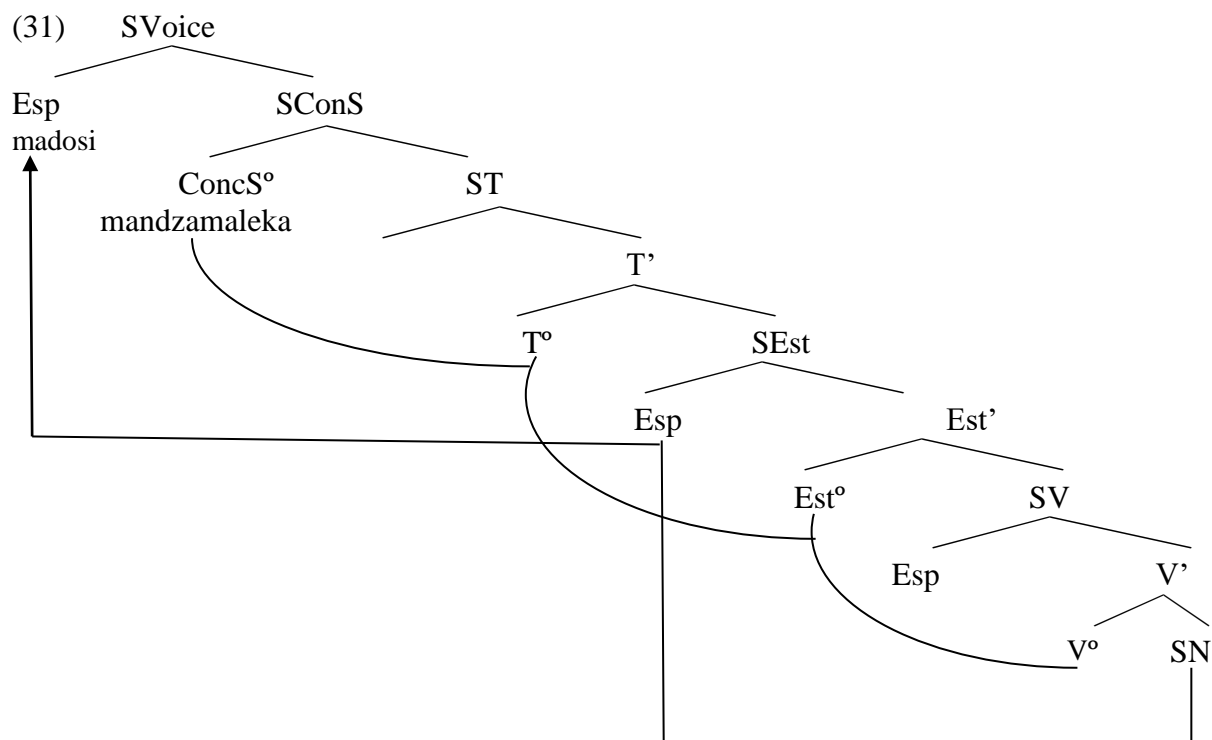 (31) SVoice
Esp SConS
madosi
ConcSº ST
mandzamaleka
T’
Tº SEst
Esp Est’
Estº SV
Esp V’
Vº SN